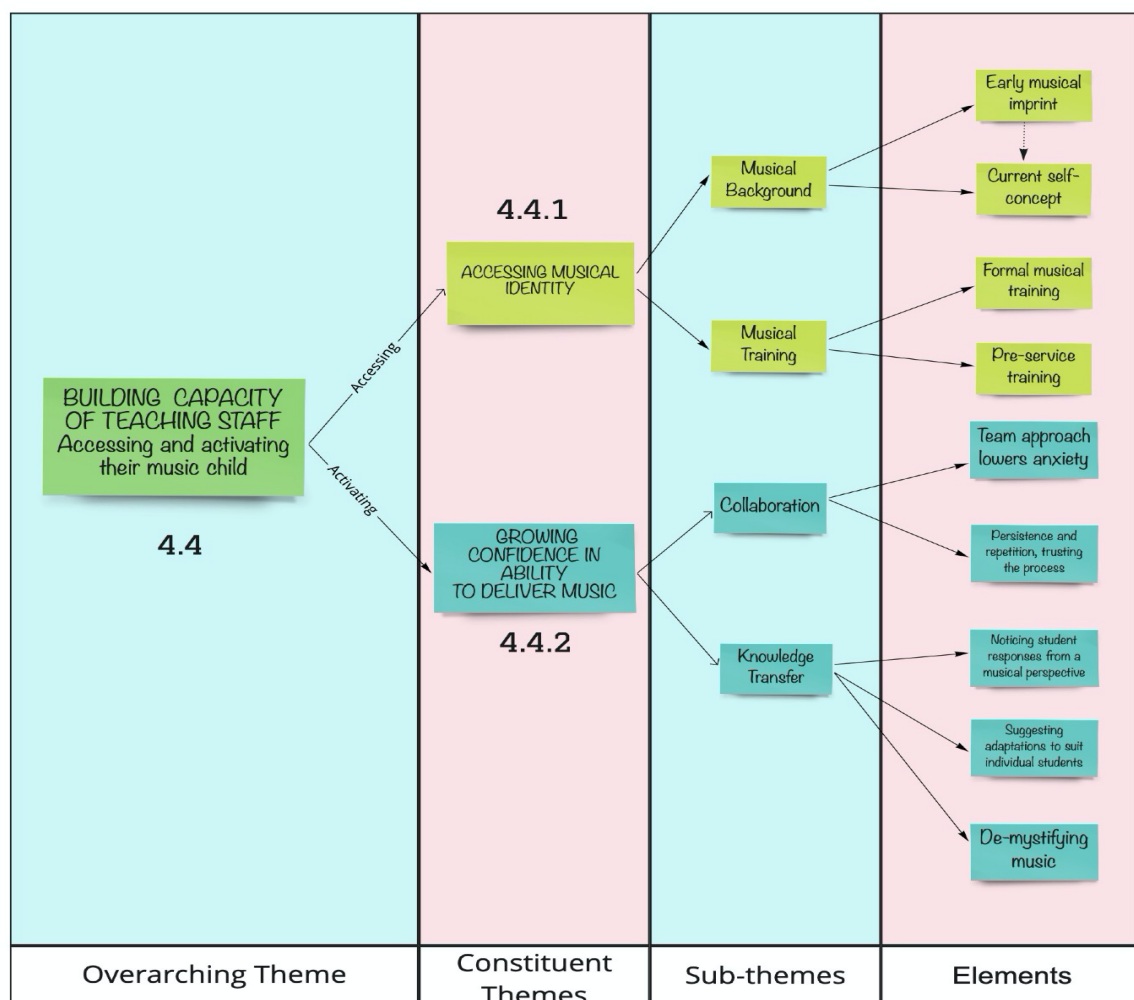 4.4.1
Early musical
imprint
Musical
Background
Current self-
concept
ACCESSING MUSICAL
IDENTITY
Formal musical
training
Musical
Training
Pre-service
training
Accessing
BUILDING CAPACITY
OF TEACHING STAFF
Accessing and activating
their music child
4.4
Activating
GROWING
CONFIDENCE IN
ABILITY
TO DELIVER MUSIC
4.4.2
Collaboration
Team approach
lowers anxiety
Persistence and
repetition, trusting
the process
Knowledge
Transfer
Noticing student
responses from a
musical perspective
Suggesting
adaptations to suit
individual students
De-mystifying
music
Overarching Theme
Constituent
Themes
Sub-themes
Elements